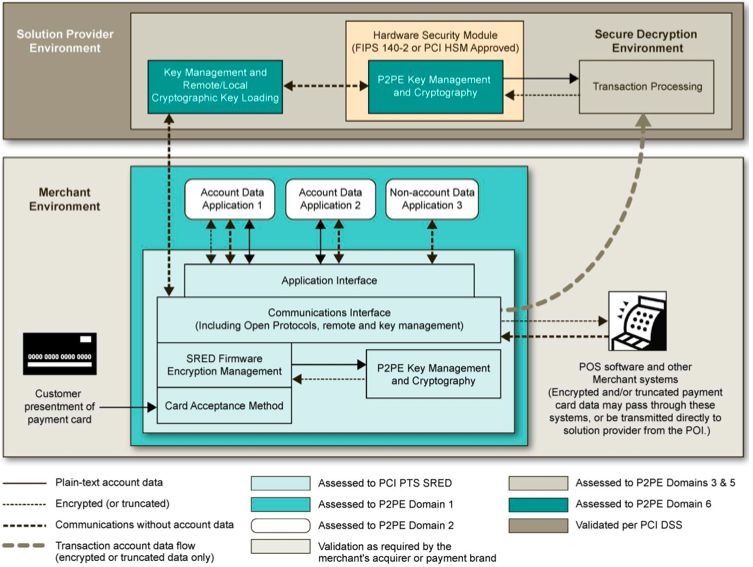 Solution Provider
Environment
Hardware Security Module
(FIPS 140-2 or PCI HSM Approved)
Secure Decryption
Environment
Key Management and
Remote/Local
Cryptographic Key Loading
P2PE Key Management
and Cryptography
Transaction Processing
Merchant
Environment
Account Data
Application 1
Account Data
Application 2
Non-account Data
Application 3
Application Interface
Communications Interface
(Including Open Protocols, remote and key management)
SRED Firmware
Encryption Management
P2PE Key Management
and Cryptography
Card Acceptance Method
0000 0000 0000 0000
Customer
presentment of
payment card
POS software and other
Merchant systems
(Encrypted and/or truncated payment
card data may pass through these
systems, or be transmitted directly to
solution provider from the POI.)
Plain-text account data
Encrypted (or truncated)
Communications without account data
Transaction account data flow
(encrypted or truncated data only)
Assessed to PCI PTS SRED
Assessed to P2PE Domain 1
Assessed to P2PE Domain 2
Validation as required by the
merchant's acquirer or payment brand
Assessed to P2PE Domains 3 & 5
Assessed to P2PE Domain 6
Validated per PCI DSS